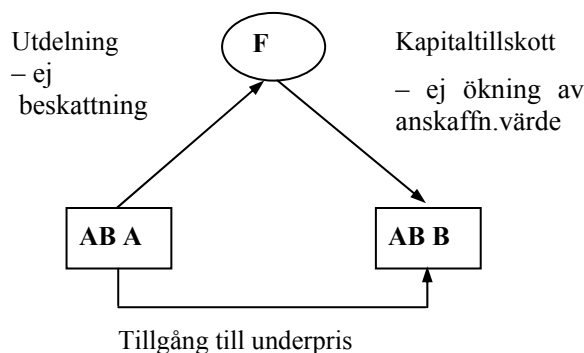 Utdelning
– ej
beskattning
F
Kapitaltillskott
– ej ökning av
anskaffn.värde
AB A
AB B
Tillgång till underpris